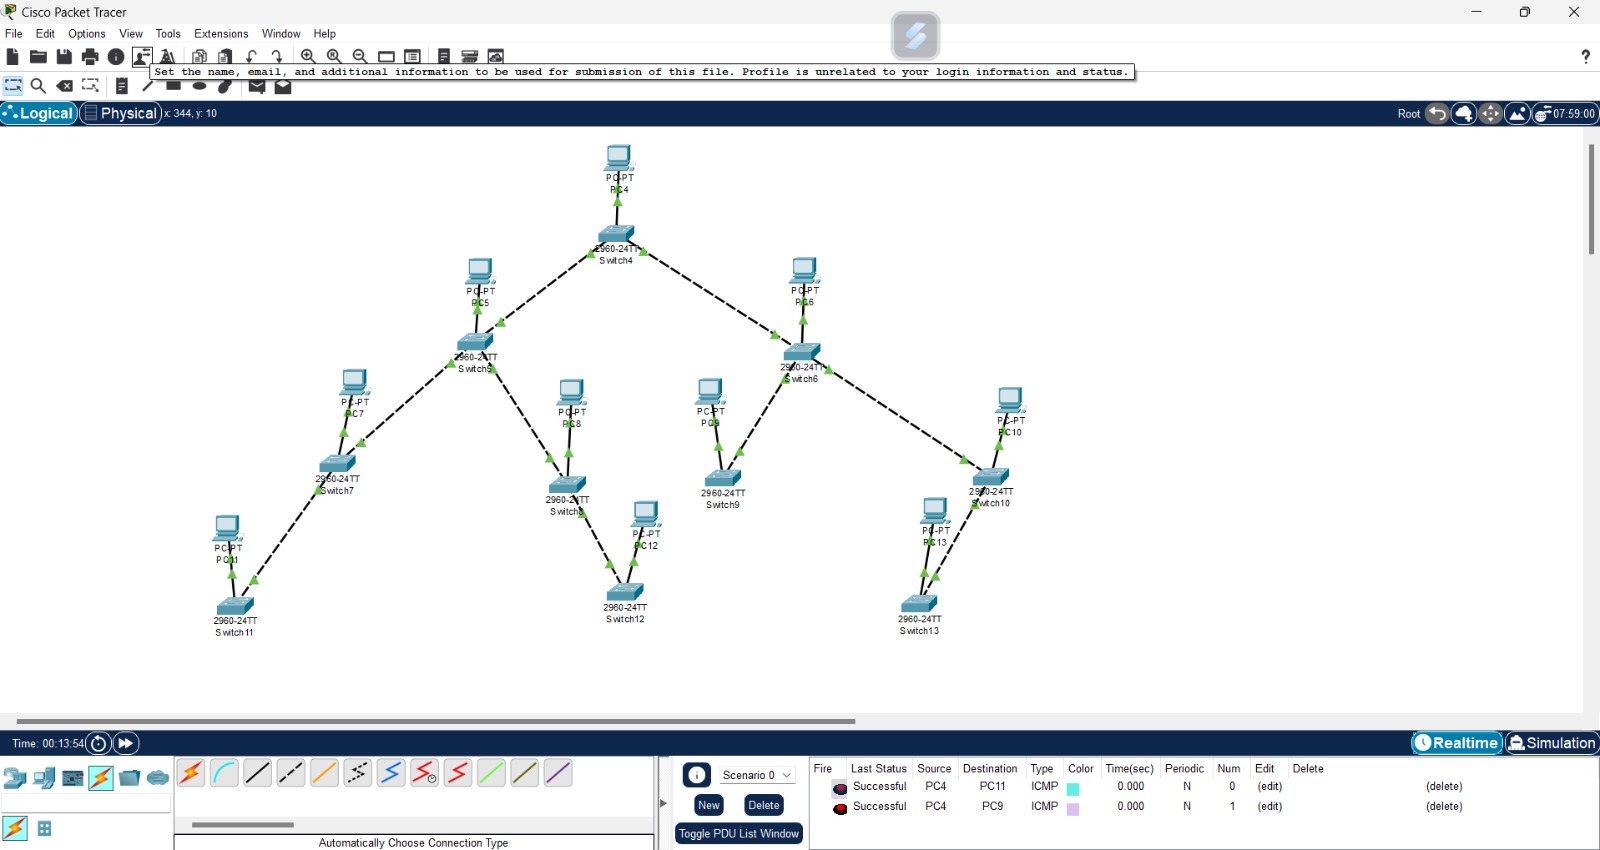 Cisco Packet Tracer
File Edit Options View Tools Extensions Window Help
?
Set the name, email, and additional information to be used for submission of this file. Profile is unrelated to your login information and status.
Logical Physical x: 344, y: 10 Root 07:59:00
PC-PT
PC4
2960-24TT
Switch4
PC-PT
PC5
PC-PT
PC6
2960-24TT
Switch5
2960-24TT
Switch6
PC-PT
PC7
PC-PT
PC8
PC-PT
PC9
PC-PT
PC10
2960-24TT
Switch7
2960-24TT
Switch8
2960-24TT
Switch9
2960-24TT
Switch10
PC-PT
PC11
PC-PT
PC12
PC-PT
PC13
2960-24TT
Switch11
2960-24TT
Switch12
2960-24TT
Switch13
Time: 00:13:54 Realtime Simulation
Scenario 0
New Delete
Toggle PDU List Window
Automatically Choose Connection Type
Fire Last Status Source Destination Type Color Time(sec) Periodic Num Edit Delete
Successful PC4 PC11 ICMP 0.000 N 0 (edit) (delete)
Successful PC4 PC9 ICMP 0.000 N 1 (edit) (delete)